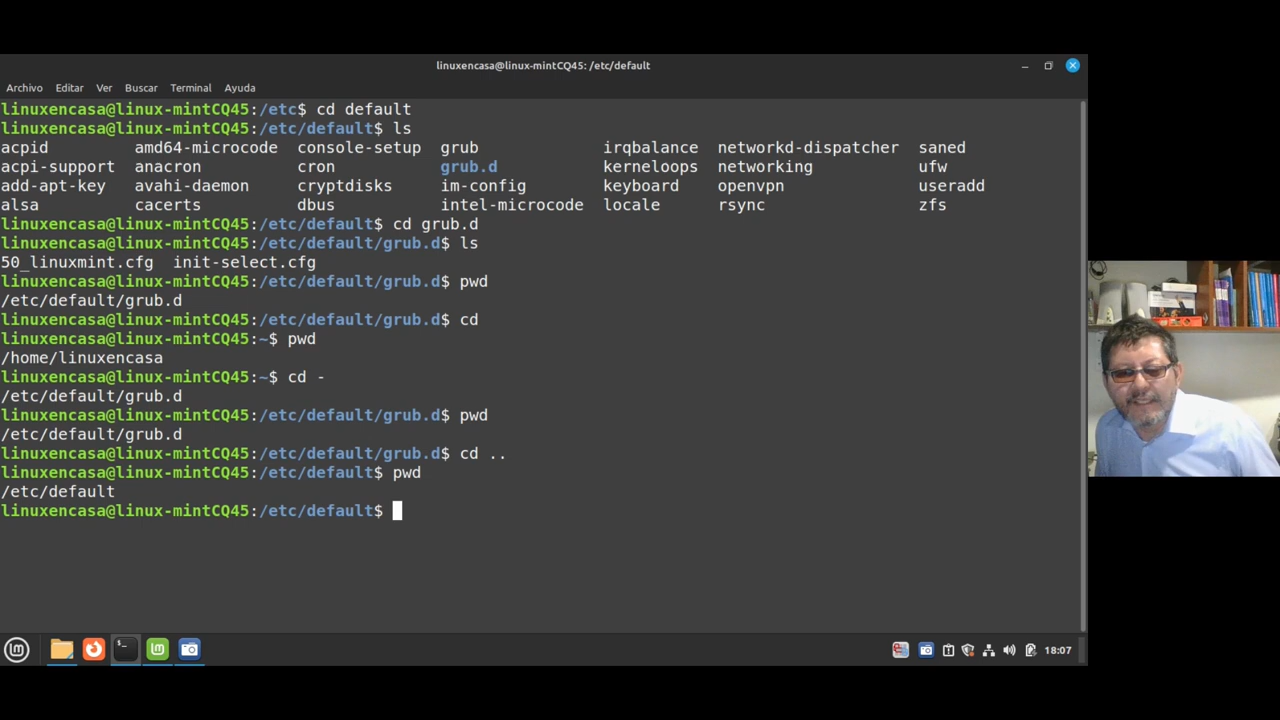 linuxencasa@linux-mintCQ45: /etc/default
Archivo Editar Ver Buscar Terminal Ayuda
linuxencasa@linux-mintCQ45:/etc$ cd default
linuxencasa@linux-mintCQ45:/etc/default$ ls
acpid amd64-microcode console-setup grub irqbalance networkd-dispatcher saned
acpi-support anacron cron grub.d kerneloops networking ufw
add-apt-key avahi-daemon cryptdisks im-config keyboard openvpn useradd
alsa cacerts dbus intel-microcode locale rsync zfs
linuxencasa@linux-mintCQ45:/etc/default$ cd grub.d
linuxencasa@linux-mintCQ45:/etc/default/grub.d$ ls
50_linuxmint.cfg init-select.cfg
linuxencasa@linux-mintCQ45:/etc/default/grub.d$ pwd
/etc/default/grub.d
linuxencasa@linux-mintCQ45:/etc/default/grub.d$ cd
linuxencasa@linux-mintCQ45:~$ pwd
/home/linuxencasa
linuxencasa@linux-mintCQ45:~$ cd -
/etc/default/grub.d
linuxencasa@linux-mintCQ45:/etc/default/grub.d$ pwd
/etc/default/grub.d
linuxencasa@linux-mintCQ45:/etc/default/grub.d$ cd ..
linuxencasa@linux-mintCQ45:/etc/default$ pwd
/etc/default
linuxencasa@linux-mintCQ45:/etc/default$
18:07